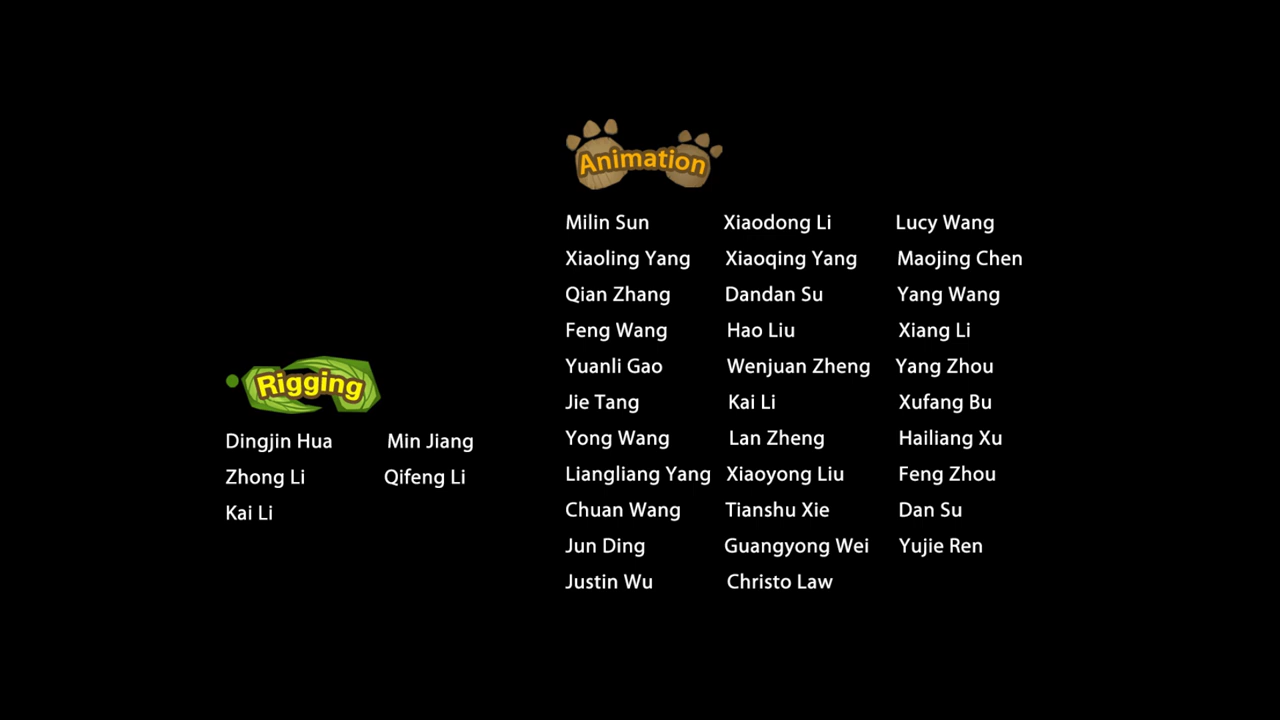 Rigging
Dingjin Hua Min Jiang
Zhong Li Qifeng Li
Kai Li
Animation
Milin Sun Xiaodong Li Lucy Wang
Xiaoling Yang Xiaoqing Yang Maojing Chen
Qian Zhang Dandan Su Yang Wang
Feng Wang Hao Liu Xiang Li
Yuanli Gao Wenjuan Zheng Yang Zhou
Jie Tang Kai Li Xufang Bu
Yong Wang Lan Zheng Hailiang Xu
Liangliang Yang Xiaoyong Liu Feng Zhou
Chuan Wang Tianshu Xie Dan Su
Jun Ding Guangyong Wei Yujie Ren
Justin Wu Christo Law